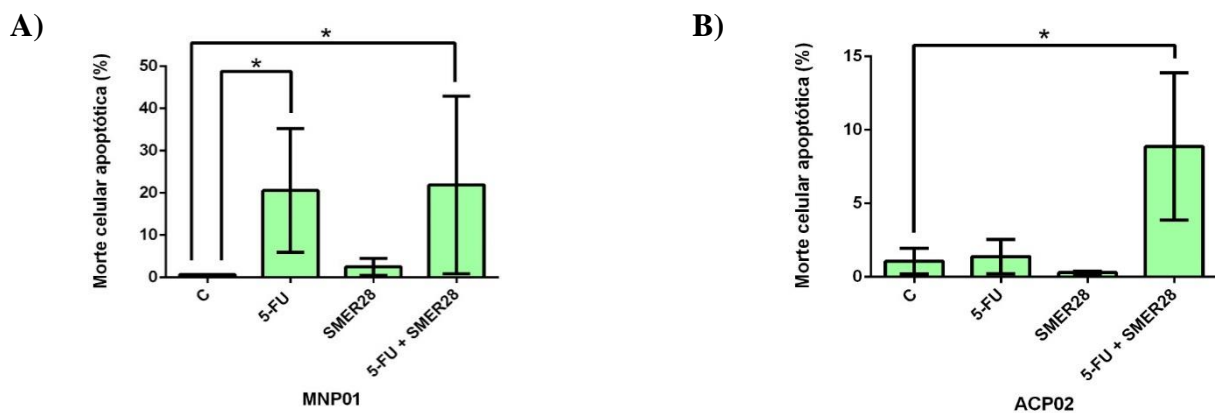 A)
*
*
Morte celular apoptótica (%)
50
40
30
20
10
0
C
5-FU
SMER28
5-FU + SMER28
MNP01
B)
*
Morte celular apoptótica (%)
15
10
5
0
C
5-FU
SMER28
5-FU + SMER28
ACP02